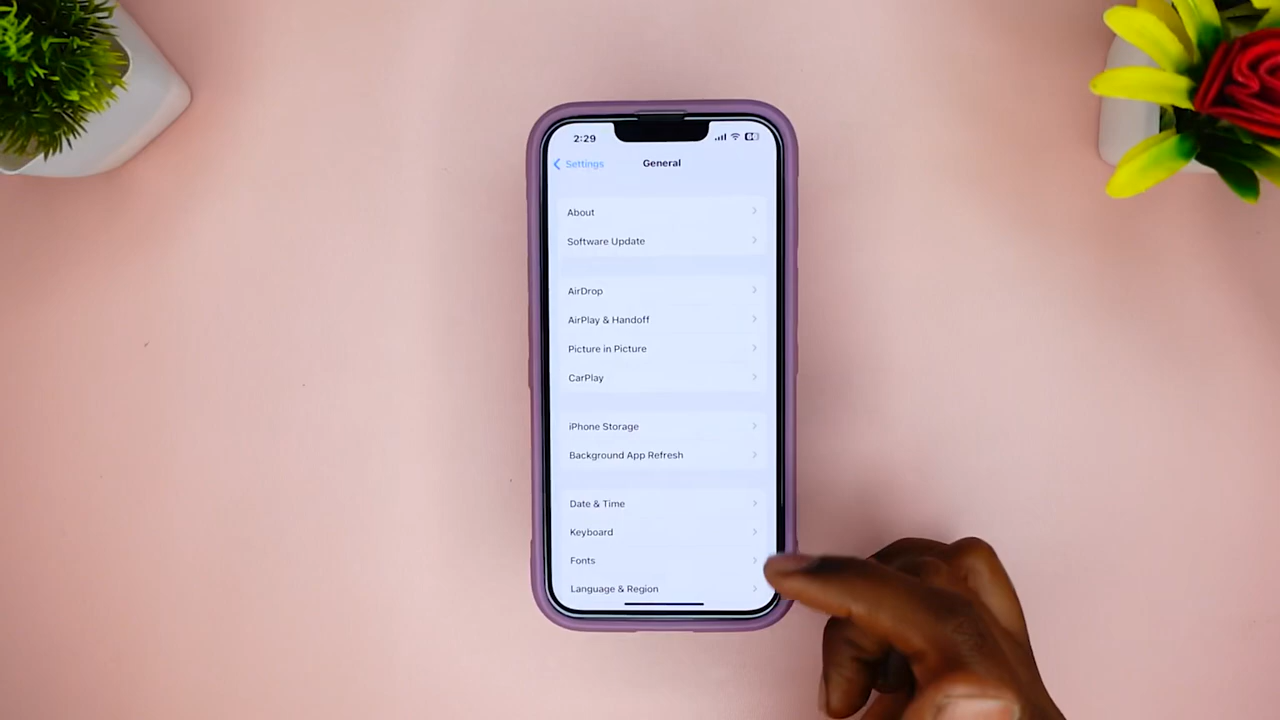 2:29
Settings
General
About
Software Update
AirDrop
AirPlay & Handoff
Picture in Picture
CarPlay
iPhone Storage
Background App Refresh
Date & Time
Keyboard
Fonts
Language & Region